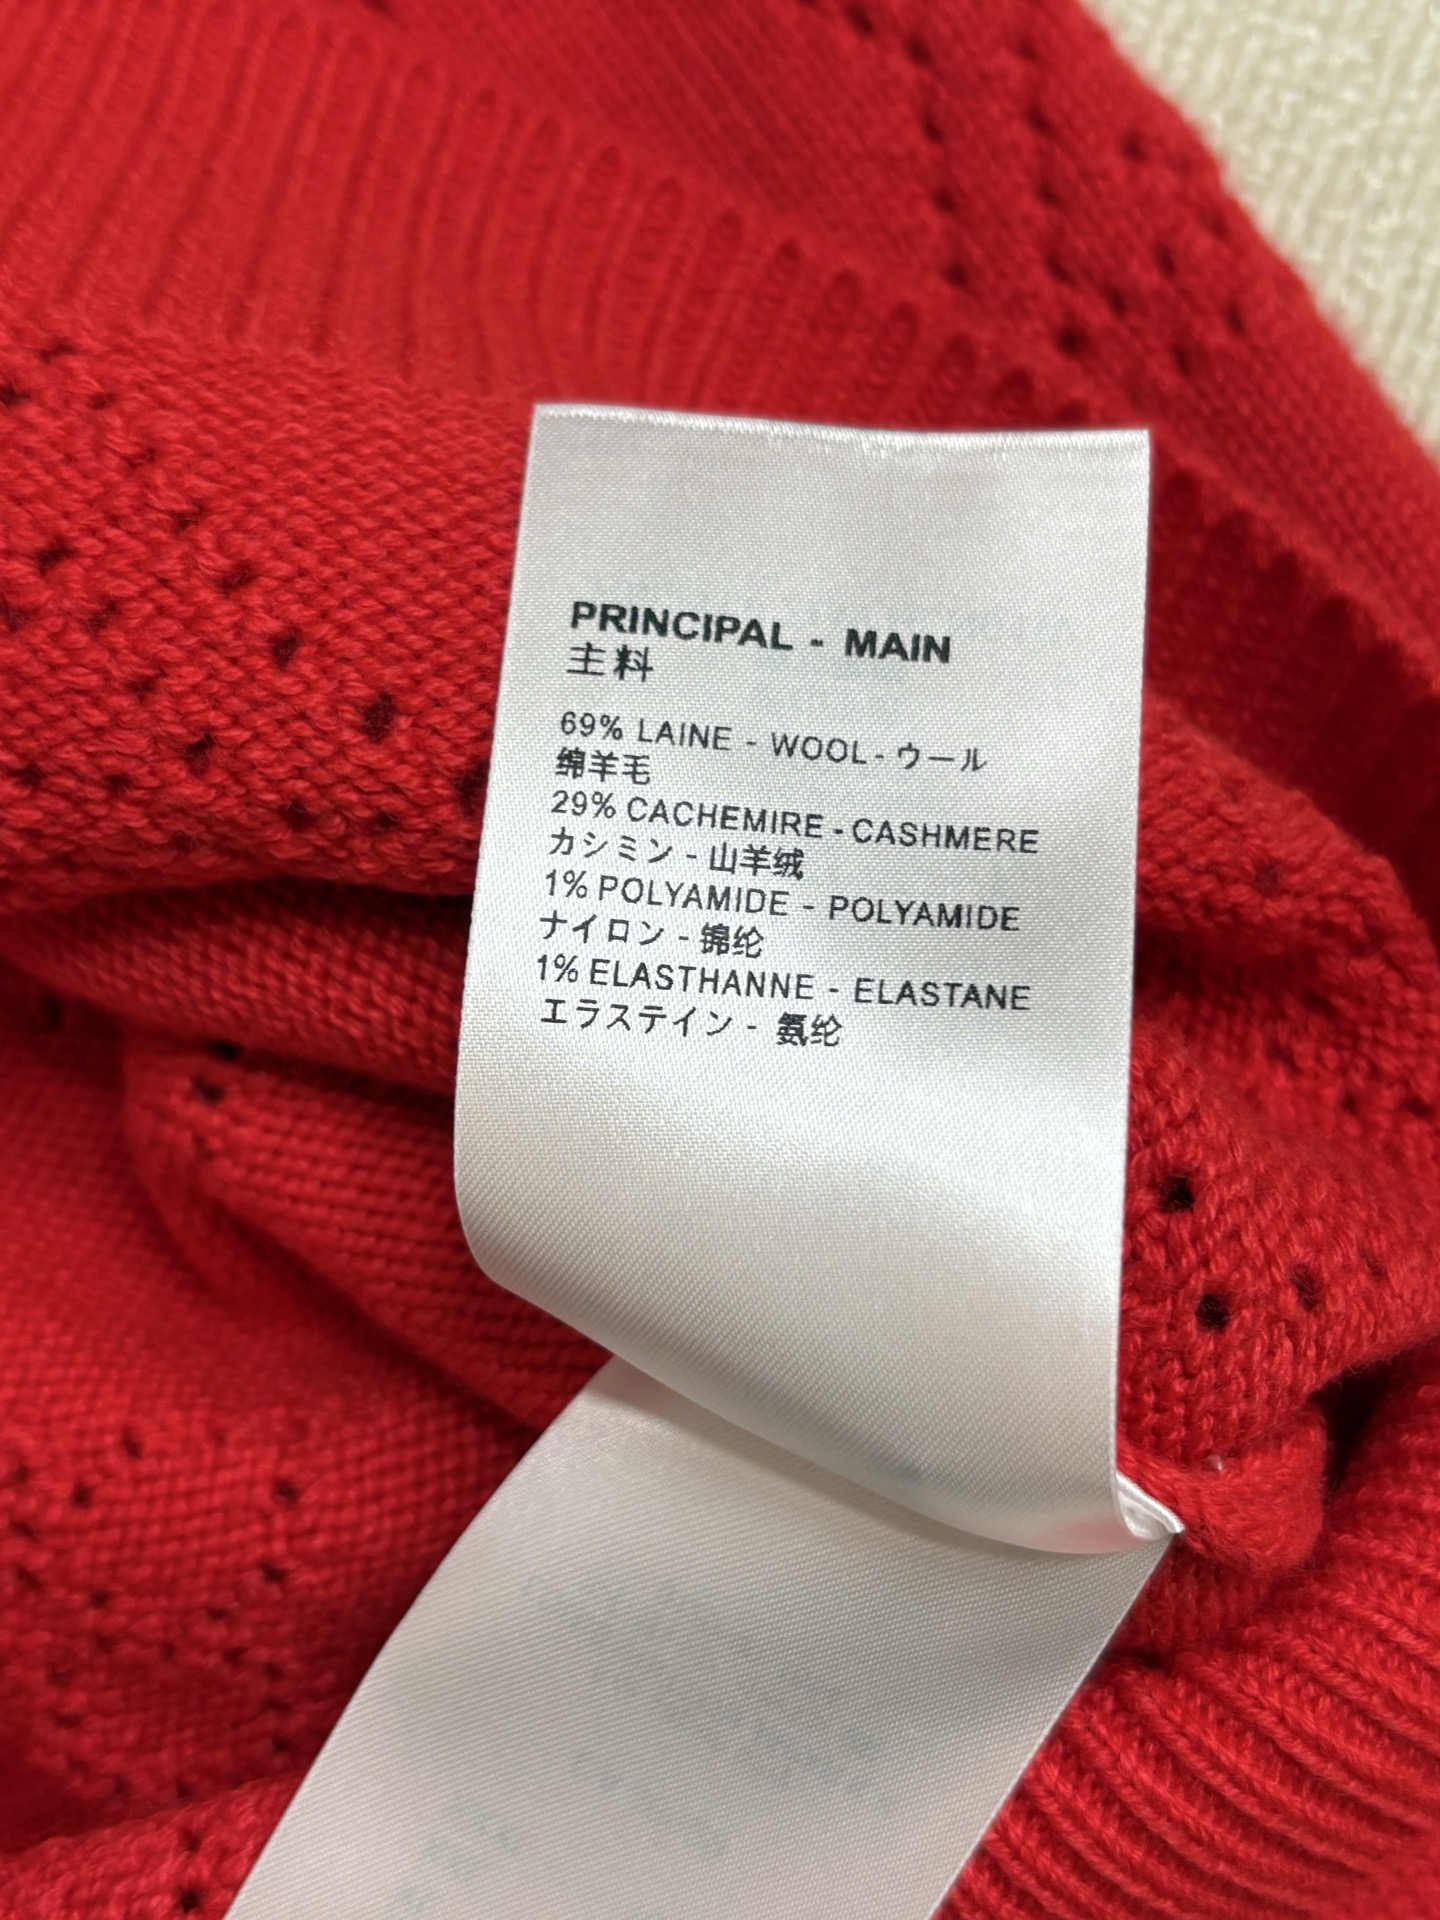 PRINCIPAL - MAIN
主料
69% LAINE - WOOL - ウール
绵羊毛
29% CACHEMIRE - CASHMERE
カシミン - 山羊绒
1% POLYAMIDE - POLYAMIDE
ナイロン - 锦纶
1% ELASTHANNE - ELASTANE
エラステイン - 氨纶